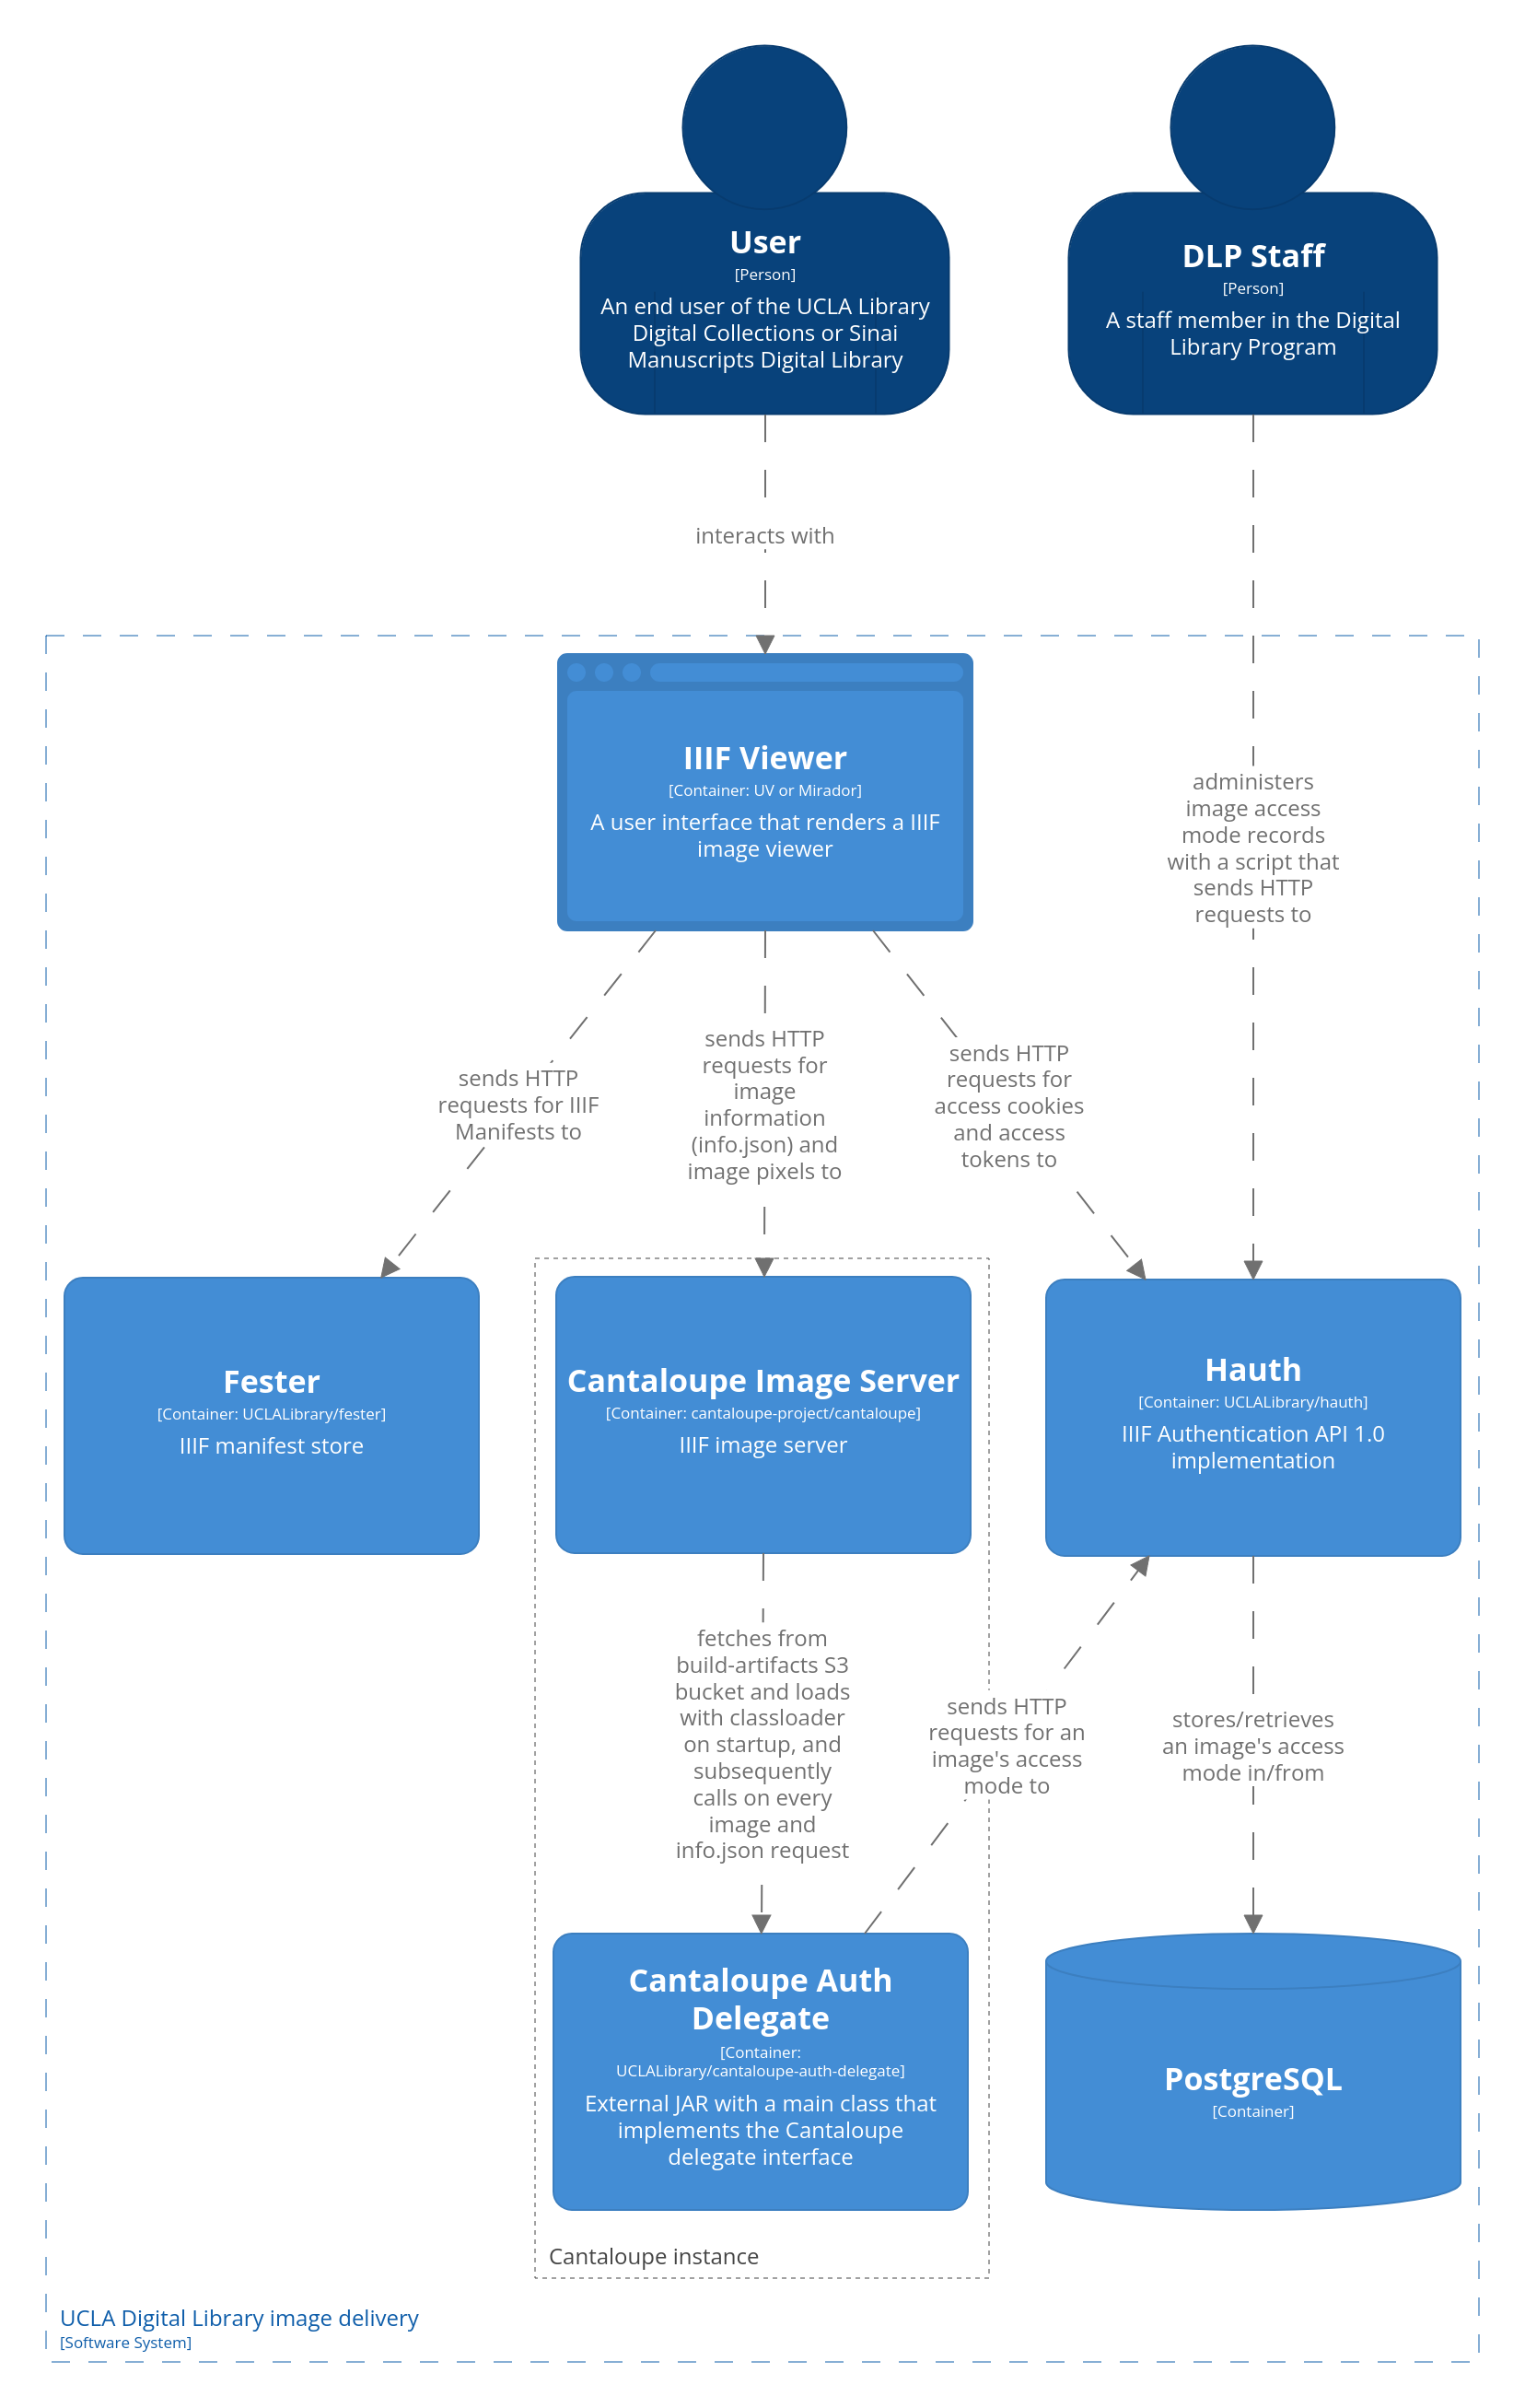 User
[Person]
An end user of the UCLA Library
Digital Collections or Sinai
Manuscripts Digital Library
DLP Staff
[Person]
A staff member in the Digital
Library Program
interacts with
administers
image access
mode records
with a script that
sends HTTP
requests to
IIIF Viewer
[Container: UV or Mirador]
A user interface that renders a IIIF
image viewer
sends HTTP
requests for IIIF
Manifests to
sends HTTP
requests for
image
information
(info.json) and
image pixels to
sends HTTP
requests for
access cookies
and access
tokens to
Fester
[Container: UCLALibrary/fester]
IIIF manifest store
Cantaloupe Image Server
[Container: cantaloupe-project/cantaloupe]
IIIF image server
Hauth
[Container: UCLALibrary/hauth]
IIIF Authentication API 1.0
implementation
fetches from
build-artifacts S3
bucket and loads
with classloader
on startup, and
subsequently
calls on every
image and
info.json request
sends HTTP
requests for an
image's access
mode to
stores/retrieves
an image's access
mode in/from
Cantaloupe Auth
Delegate
[Container:
UCLALibrary/cantaloupe-auth-delegate]
External JAR with a main class that
implements the Cantaloupe
delegate interface
PostgreSQL
[Container]
Cantaloupe instance
UCLA Digital Library image delivery
[Software System]